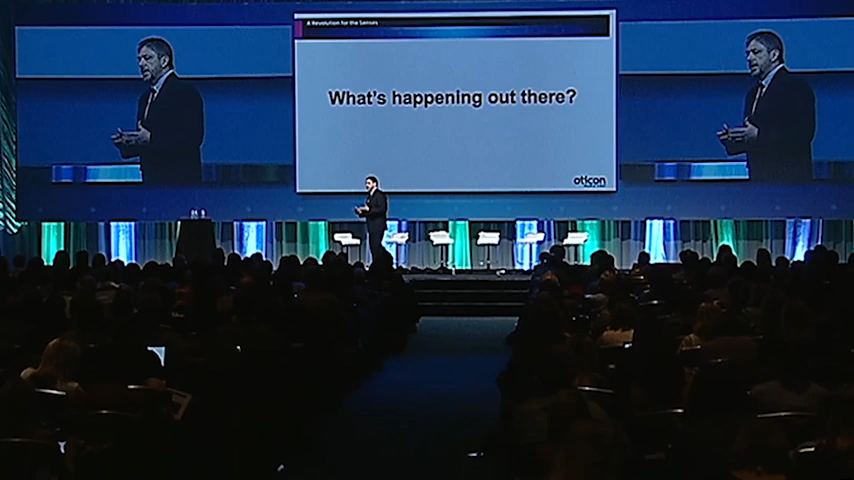 A Revolution for the Senses
What's happening out there?
oticon